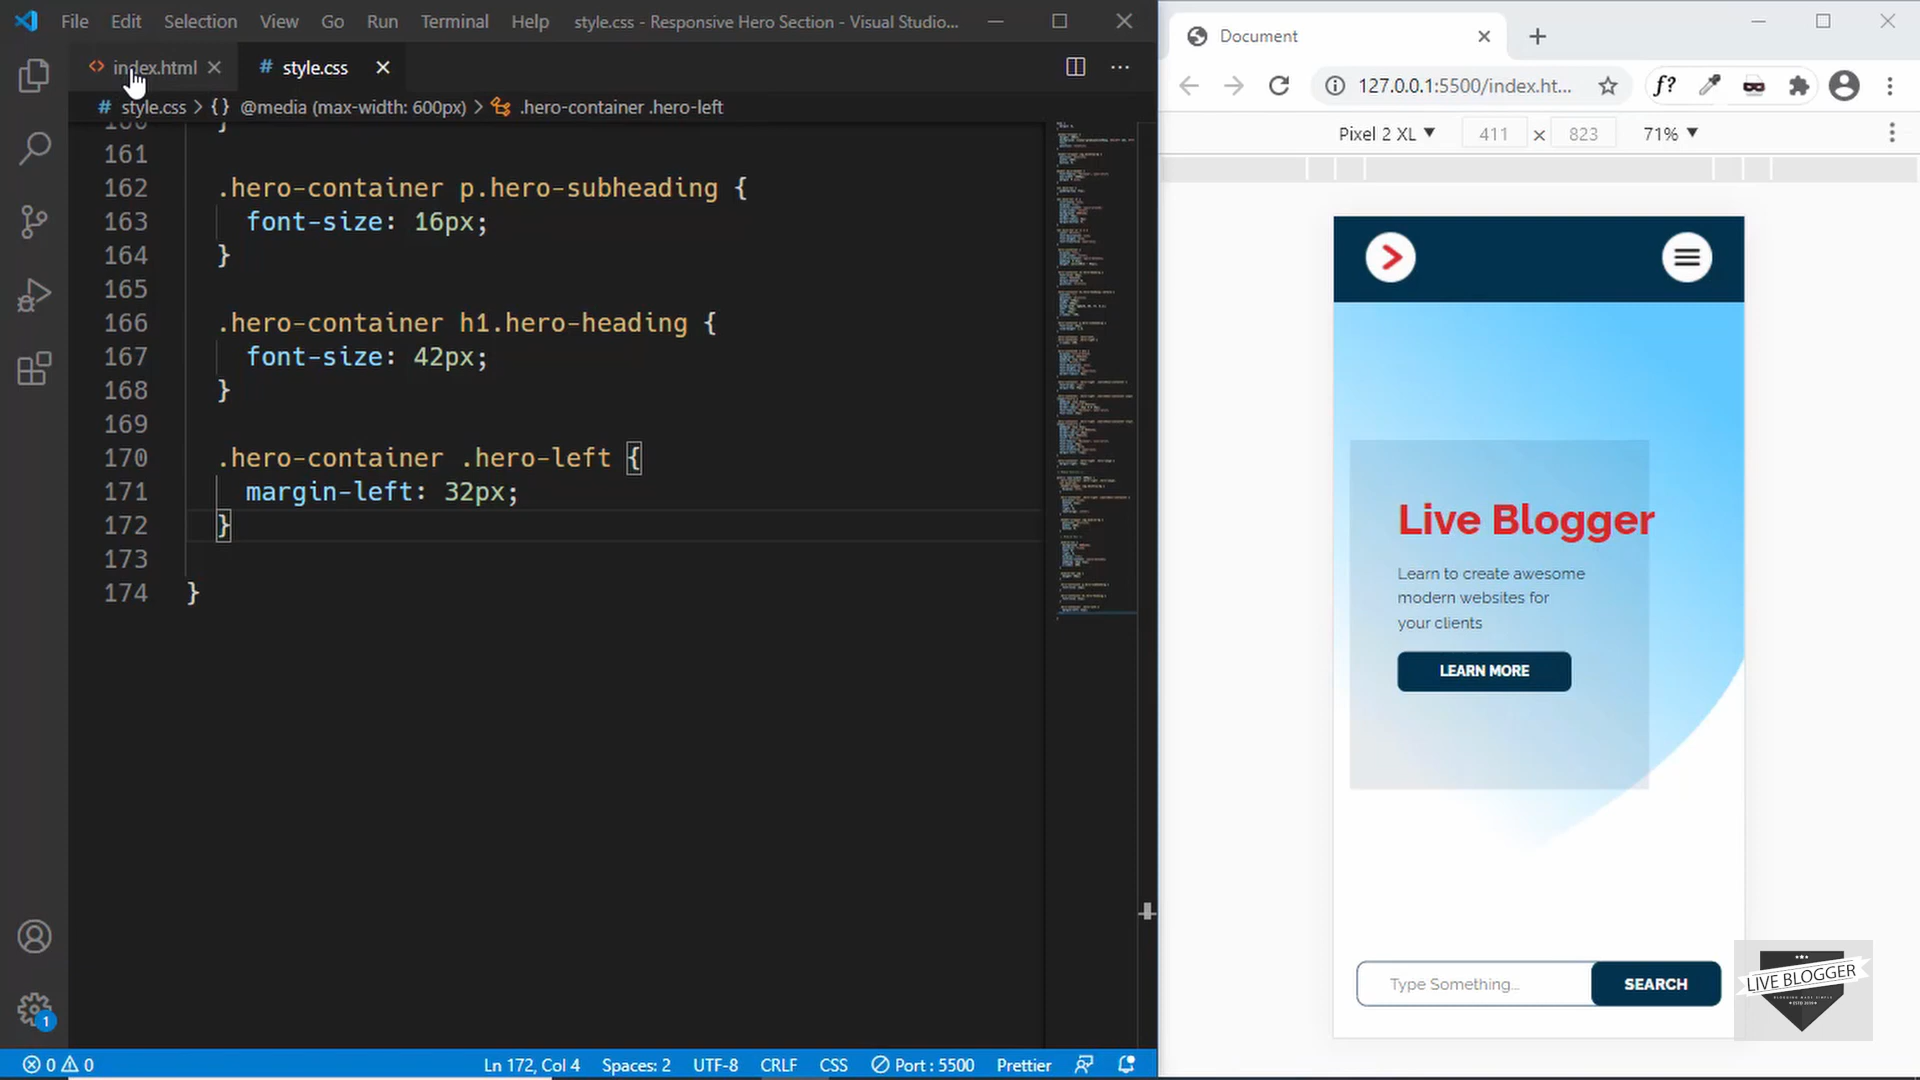 File Edit Selection View Go Run Terminal Help style.css - Responsive Hero Section - Visual Studio...
index.html # style.css
# style.css > {} @media (max-width: 600px) > .hero-container .hero-left
161
162 .hero-container p.hero-subheading {
163 font-size: 16px;
164 }
165
166 .hero-container h1.hero-heading {
167 font-size: 42px;
168 }
169
170 .hero-container .hero-left {
171 margin-left: 32px;
172 }
173
174 }
1
0 0 Ln 172, Col 4 Spaces: 2 UTF-8 CRLF CSS Port : 5500 Prettier
Document
127.0.0.1:5500/index.ht... f?
Pixel 2 XL 411 × 823 71%
Live Blogger
Learn to create awesome
modern websites for
your clients
LEARN MORE
Type Something... SEARCH
LIVE BLOGGER